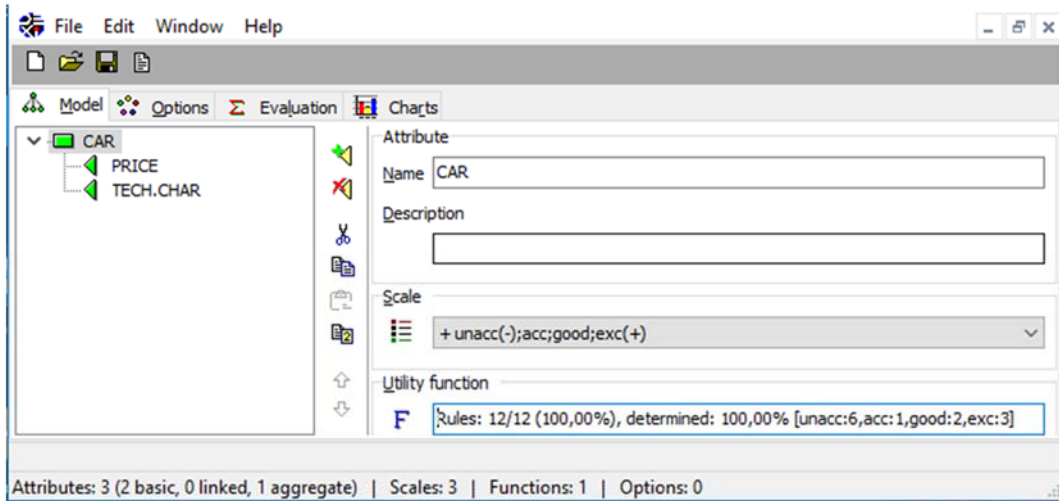 File Edit Window Help
Model Options Evaluation Charts
CAR
PRICE
TECH.CHAR
Attribute
Name CAR
Description
Scale
+ unacc(-);acc;good;exc(+)
Utility function
Rules: 12/12 (100,00%), determined: 100,00% [unacc:6,acc:1,good:2,exc:3]
Attributes: 3 (2 basic, 0 linked, 1 aggregate) | Scales: 3 | Functions: 1 | Options: 0